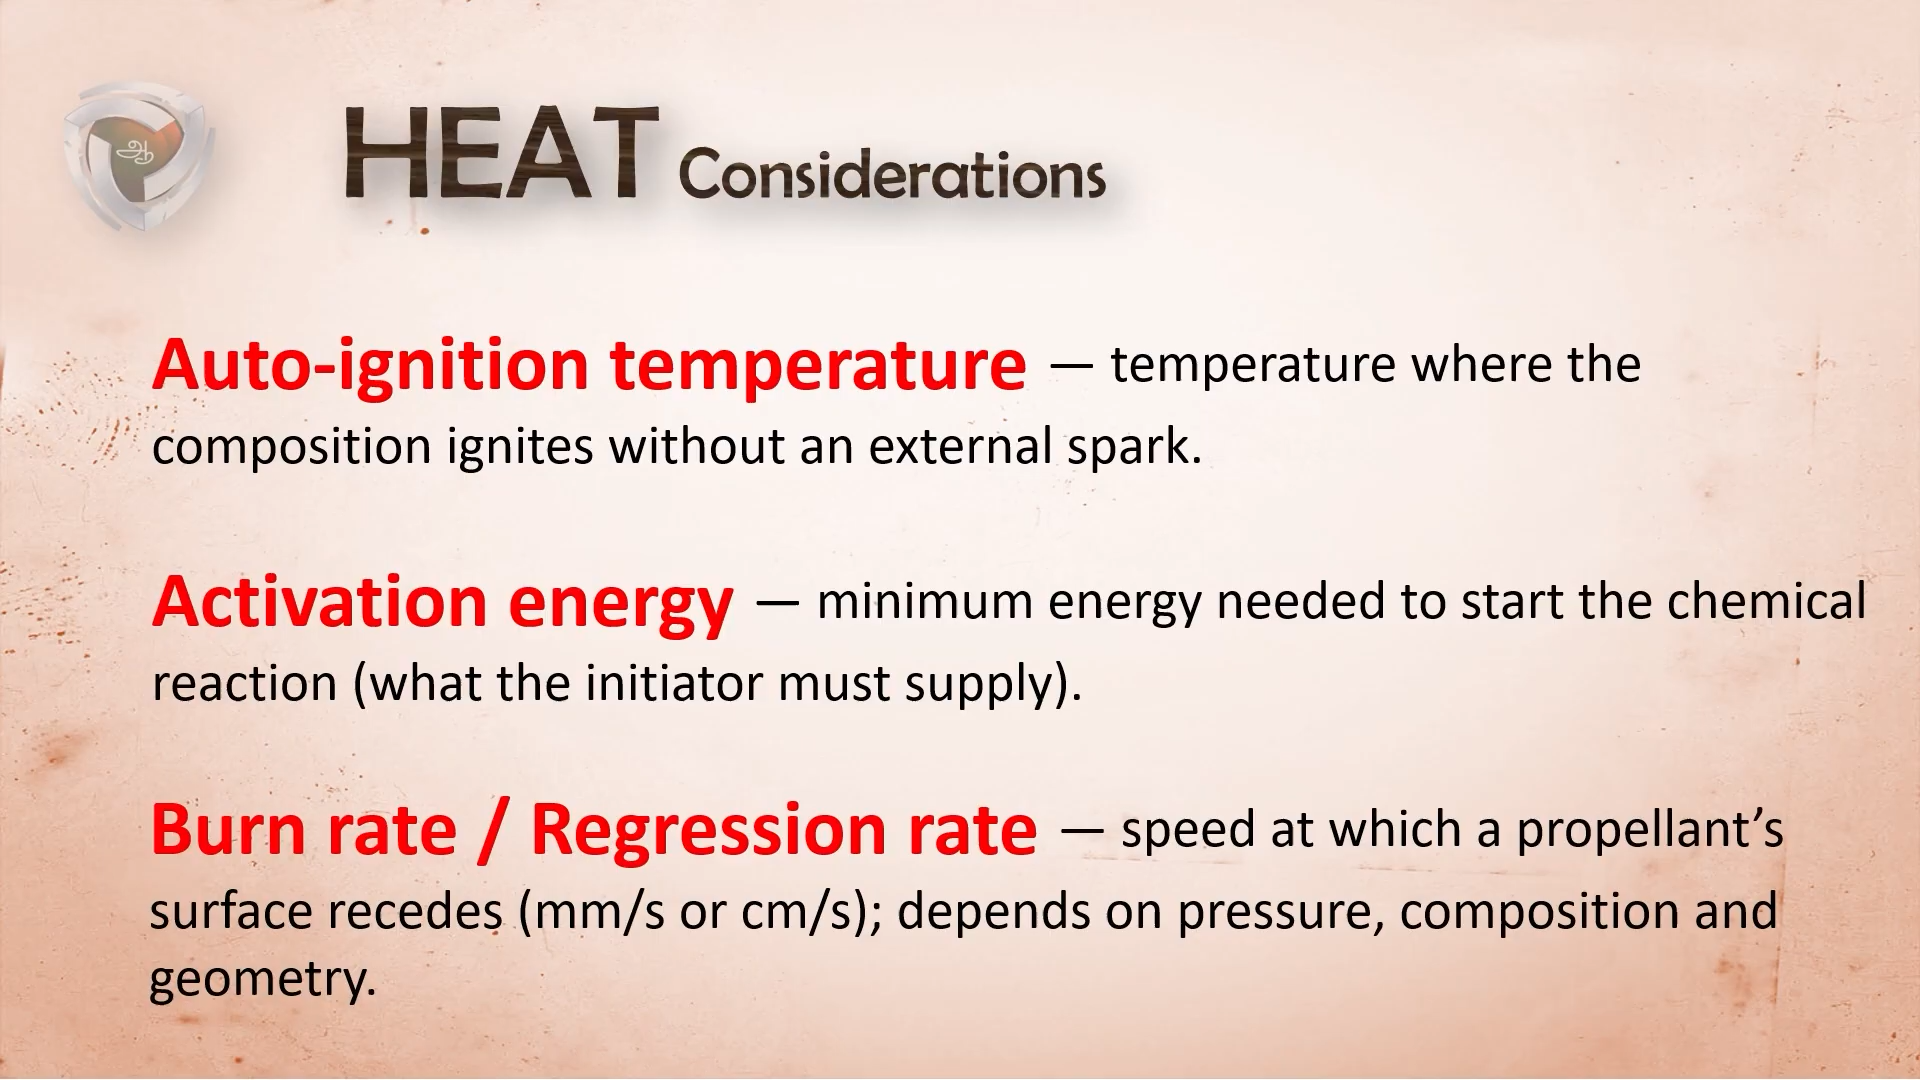 HEAT Considerations
Auto-ignition temperature — temperature where the
composition ignites without an external spark.
Activation energy — minimum energy needed to start the chemical
reaction (what the initiator must supply).
Burn rate / Regression rate — speed at which a propellant’s
surface recedes (mm/s or cm/s); depends on pressure, composition and
geometry.